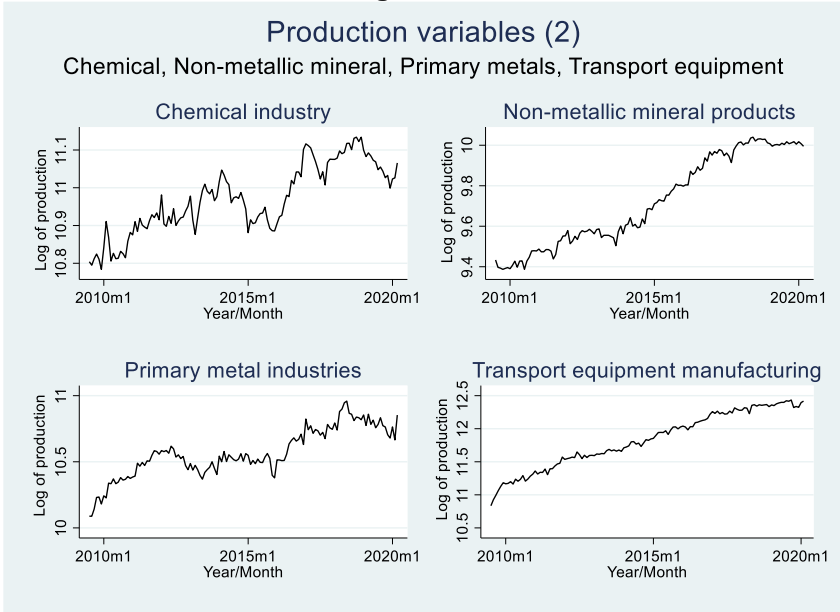 Production variables (2)
Chemical, Non-metallic mineral, Primary metals, Transport equipment
Chemical industry
Log of production
11.1
11
10.9
10.8
2010m1 2015m1 2020m1
Year/Month
Non-metallic mineral products
Log of production
10
9.8
9.6
9.4
2010m1 2015m1 2020m1
Year/Month
Primary metal industries
Log of production
11
10.5
10
2010m1 2015m1 2020m1
Year/Month
Transport equipment manufacturing
Log of production
12.5
12
11.5
11
10.5
2010m1 2015m1 2020m1
Year/Month